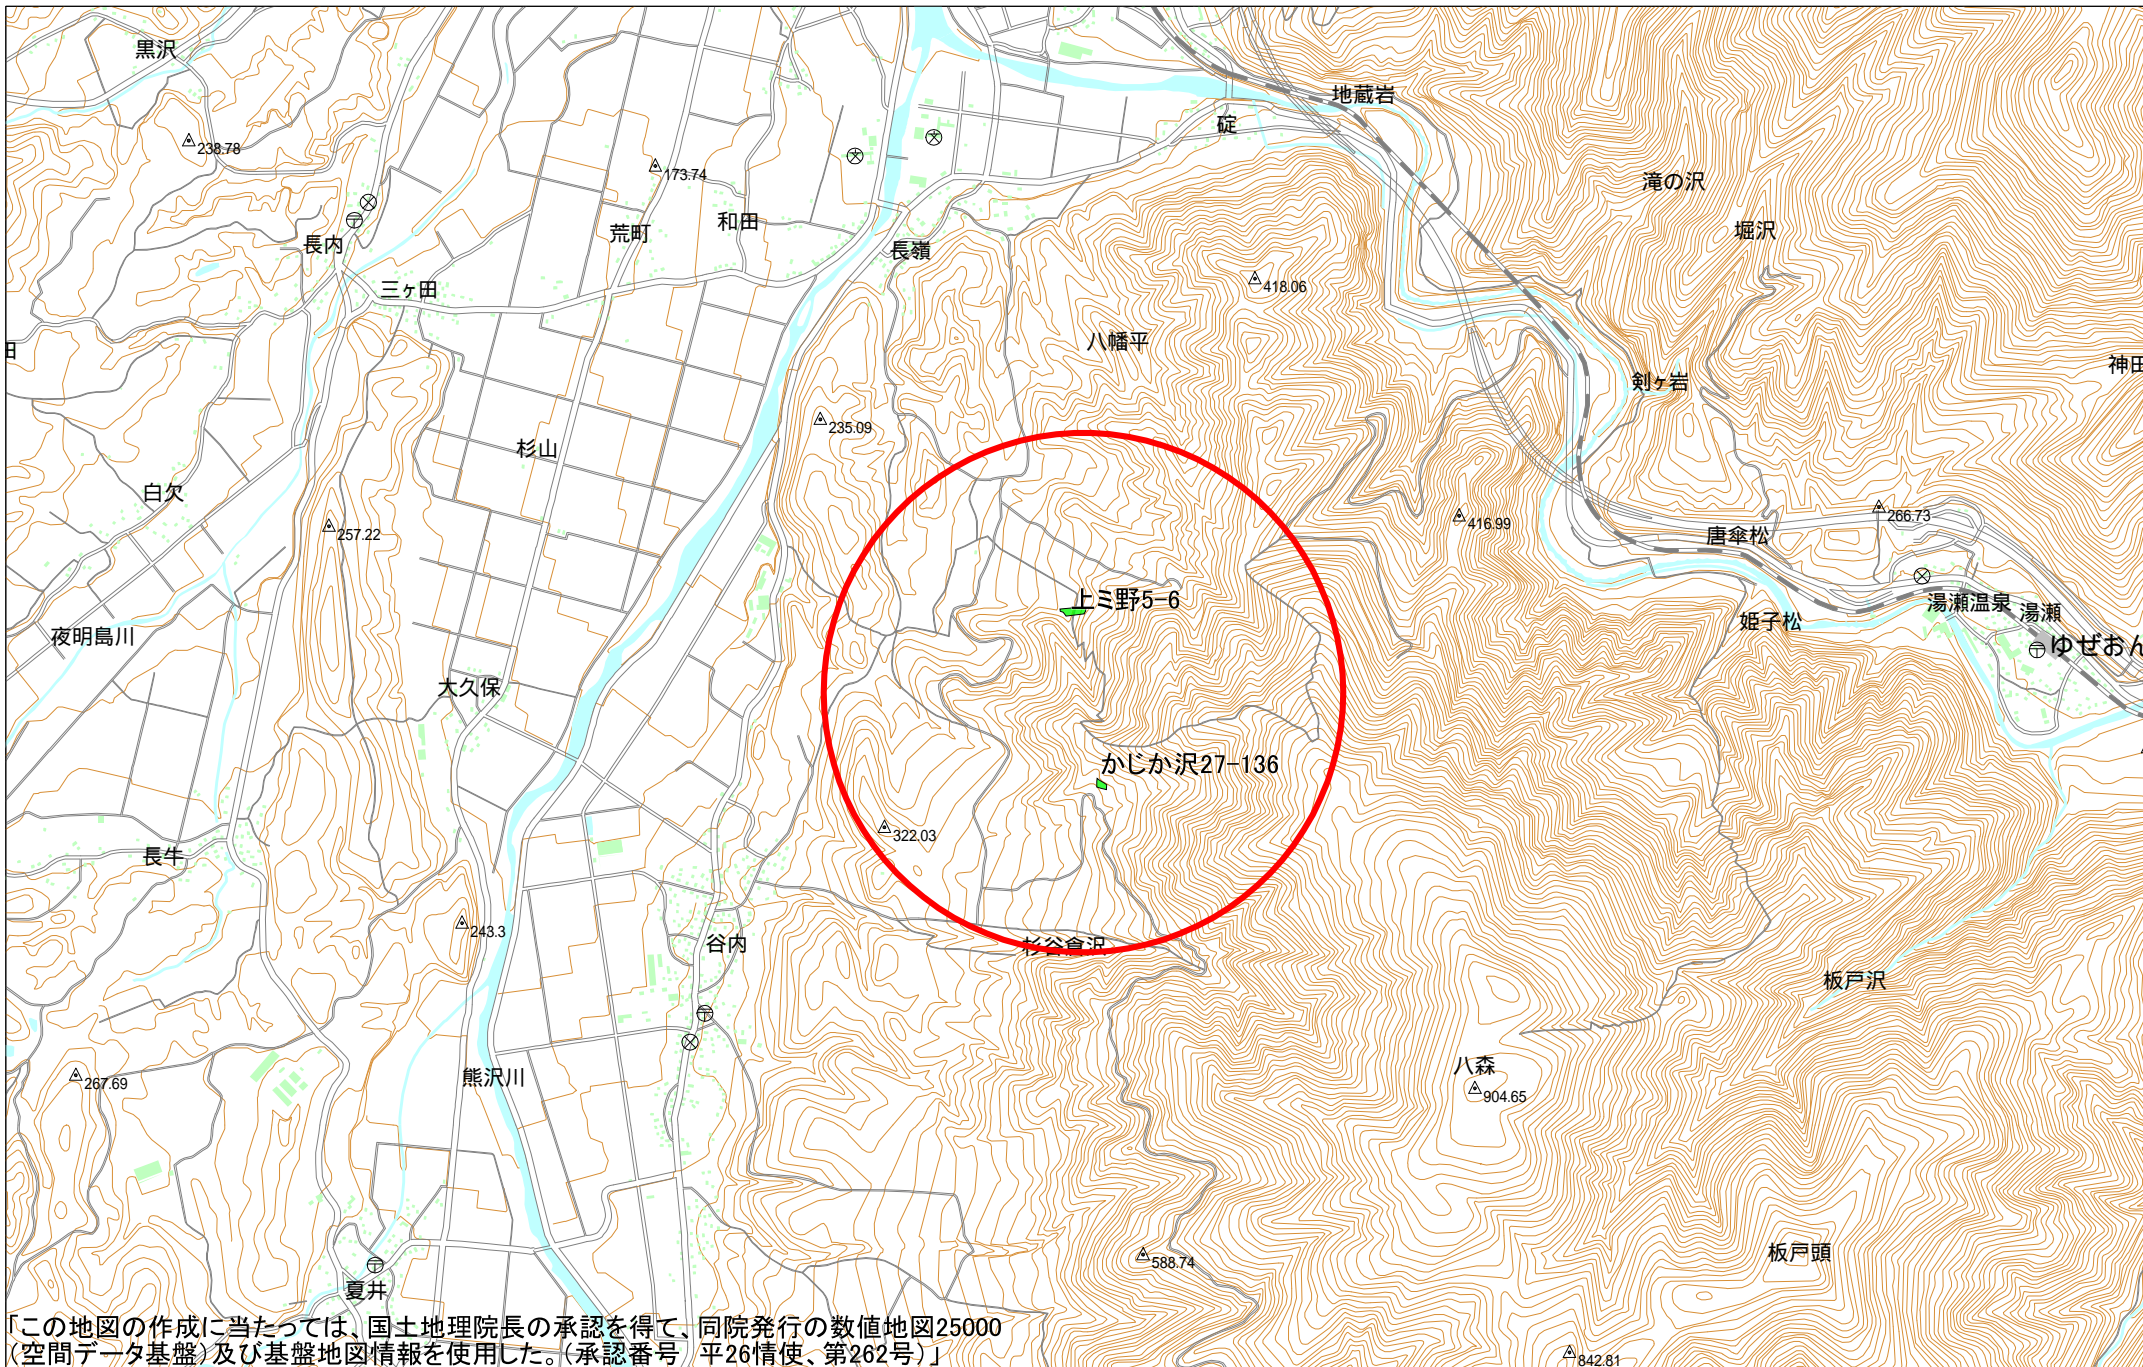 黒沢
地蔵岩
碇
238.78
173.74
滝の沢
和田
荒町
堀沢
長内
長嶺
三ヶ田
418.06
八幡平
田
神田
剣ヶ岩
235.09
杉山
白欠
266.73
416.99
257.22
唐傘松
上ミ野5-6
湯瀬温泉
湯瀬
姫子松
夜明島川
ゆぜおん
大久保
かじか沢27-136
322.03
長牛
243.3
谷内
杉谷倉沢
板戸沢
八森
熊沢川
267.69
904.65
588.74
板戸頭
夏井
「この地図の作成に当たっては、国土地理院長の承認を得て、同院発行の数値地図25000
（空間データ基盤）及び基盤地図情報を使用した。（承認番号　平26情使、第262号）」
842.81